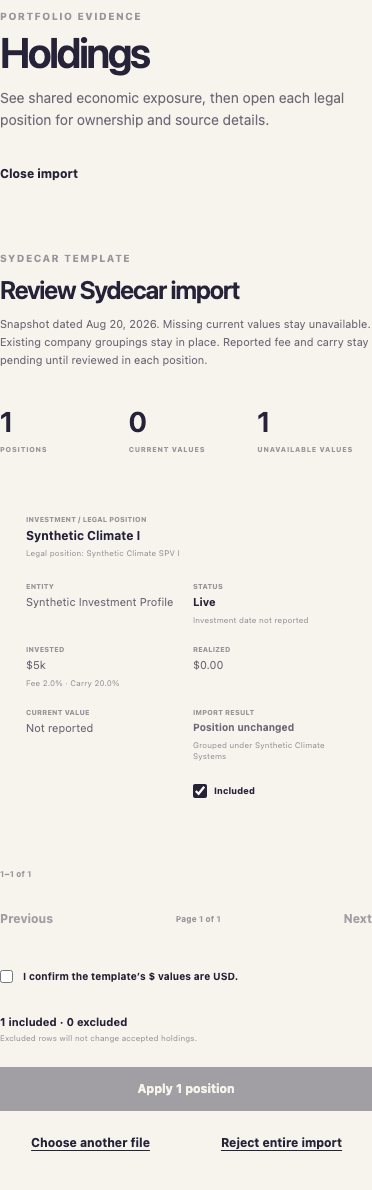 PORTFOLIO EVIDENCE
Holdings
See shared economic exposure, then open each legal
position for ownership and source details.
Close import
SYDECAR TEMPLATE
Review Sydecar import
Snapshot dated Aug 20, 2026. Missing current values stay unavailable.
Existing company groupings stay in place. Reported fee and carry stay
pending until reviewed in each position.
1
POSITIONS
0
CURRENT VALUES
1
UNAVAILABLE VALUES
INVESTMENT / LEGAL POSITION
Synthetic Climate I
Legal position: Synthetic Climate SPV I
ENTITY
Synthetic Investment Profile
STATUS
Live
Investment date not reported
INVESTED
$5k
Fee 2.0% · Carry 20.0%
REALIZED
$0.00
CURRENT VALUE
Not reported
IMPORT RESULT
Position unchanged
Grouped under Synthetic Climate
Systems
Included
1–1 of 1
Previous
Page 1 of 1
Next
I confirm the template’s $ values are USD.
1 included · 0 excluded
Excluded rows will not change accepted holdings.
Apply 1 position
Choose another file
Reject entire import